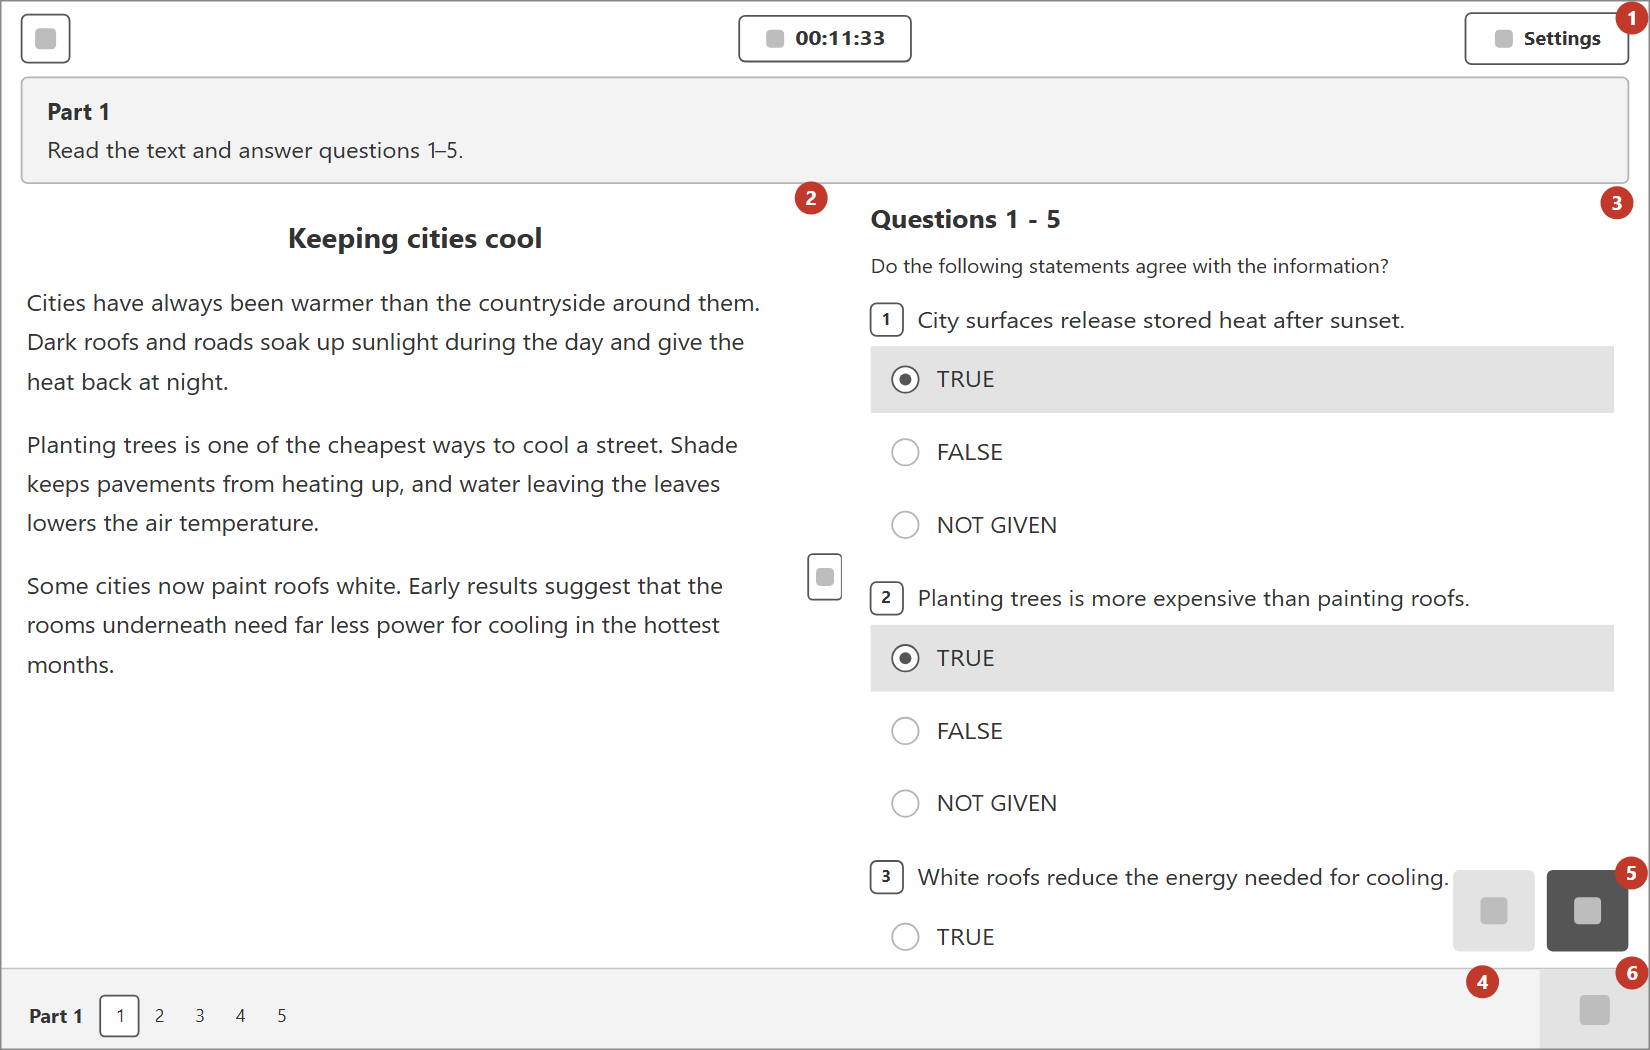 00:11:33
Settings
1
Part 1
Read the text and answer questions 1–5.
2
Keeping cities cool
Cities have always been warmer than the countryside around them.
Dark roofs and roads soak up sunlight during the day and give the
heat back at night.
Planting trees is one of the cheapest ways to cool a street. Shade
keeps pavements from heating up, and water leaving the leaves
lowers the air temperature.
Some cities now paint roofs white. Early results suggest that the
rooms underneath need far less power for cooling in the hottest
months.
3
Questions 1 - 5
Do the following statements agree with the information?
1 City surfaces release stored heat after sunset.
TRUE
FALSE
NOT GIVEN
2 Planting trees is more expensive than painting roofs.
TRUE
FALSE
NOT GIVEN
3 White roofs reduce the energy needed for cooling.
TRUE
5
4
6
Part 1 1 2 3 4 5